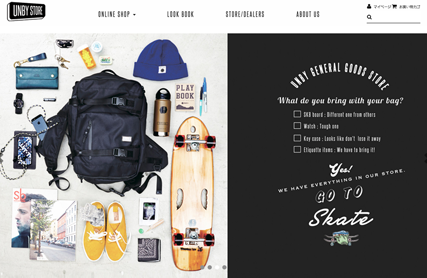 UNBY STORE
ONLINE SHOP
LOOK BOOK
STORE/DEALERS
ABOUT US
マイページ
お買い物カゴ
PLAY BOOK
UNBY GENERAL GOODS STORE
What do you bring with your bag?
SK8 board ; Different one from others
Watch ; Tough one
Key case ; Looks like don't lose it away
Etiquette items ; We have to bring it!
Yes!
WE HAVE EVERYTHING IN OUR STORE.
GO TO
Skate